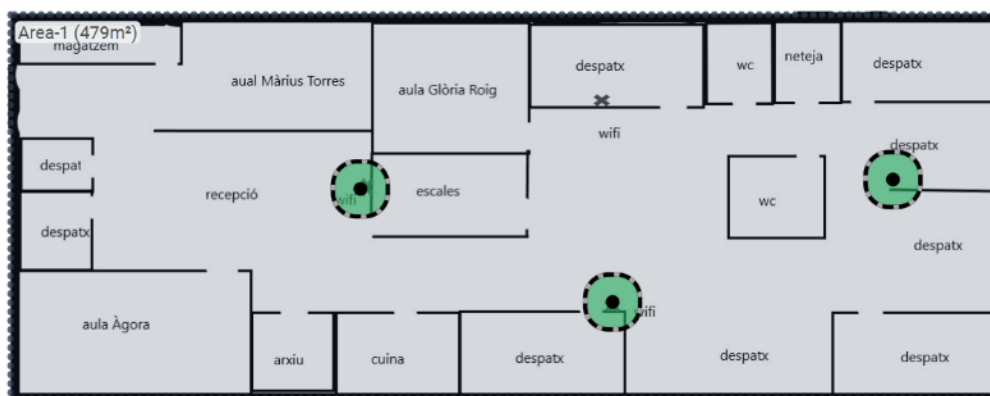 Area-1 (479m²)
magatzem
aual Màrius Torres
aula Glòria Roig
despatx
wc
neteja
despatx
wifi
despatx
despat
recepció
wifi
escales
wc
despatx
despatx
aula Àgora
arxiu
cuina
despatx
wifi
despatx
despatx